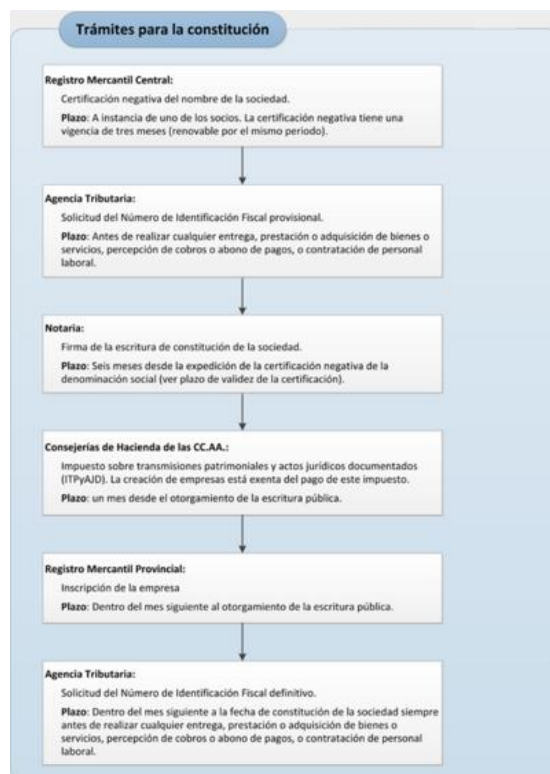 Trámites para la constitución
Registro Mercantil Central:
Certificación negativa del nombre de la sociedad.
Plazo: A instancia de uno de los socios. La certificación negativa tiene una
vigencia de tres meses (renovable por el mismo periodo).
Agencia Tributaria:
Solicitud del Número de Identificación Fiscal provisional.
Plazo: Antes de realizar cualquier entrega, prestación o adquisición de bienes o
servicios, percepción de cobros o abono de pagos, o contratación de personal
laboral.
Notaria:
Firma de la escritura de constitución de la sociedad.
Plazo: Seis meses desde la expedición de la certificación negativa de la
denominación social (ver plazo de validez de la certificación).
Consejerías de Hacienda de las CC.AA.:
Impuesto sobre transmisiones patrimoniales y actos jurídicos documentados
(ITPyAJD). La creación de empresas está exenta del pago de este impuesto.
Plazo: un mes desde el otorgamiento de la escritura pública.
Registro Mercantil Provincial:
Inscripción de la empresa
Plazo: Dentro del mes siguiente al otorgamiento de la escritura pública.
Agencia Tributaria:
Solicitud del Número de Identificación Fiscal definitivo.
Plazo: Dentro del mes siguiente a la fecha de constitución de la sociedad siempre
antes de realizar cualquier entrega, prestación o adquisición de bienes o
servicios, percepción de cobros o abono de pagos, o contratación de personal
laboral.